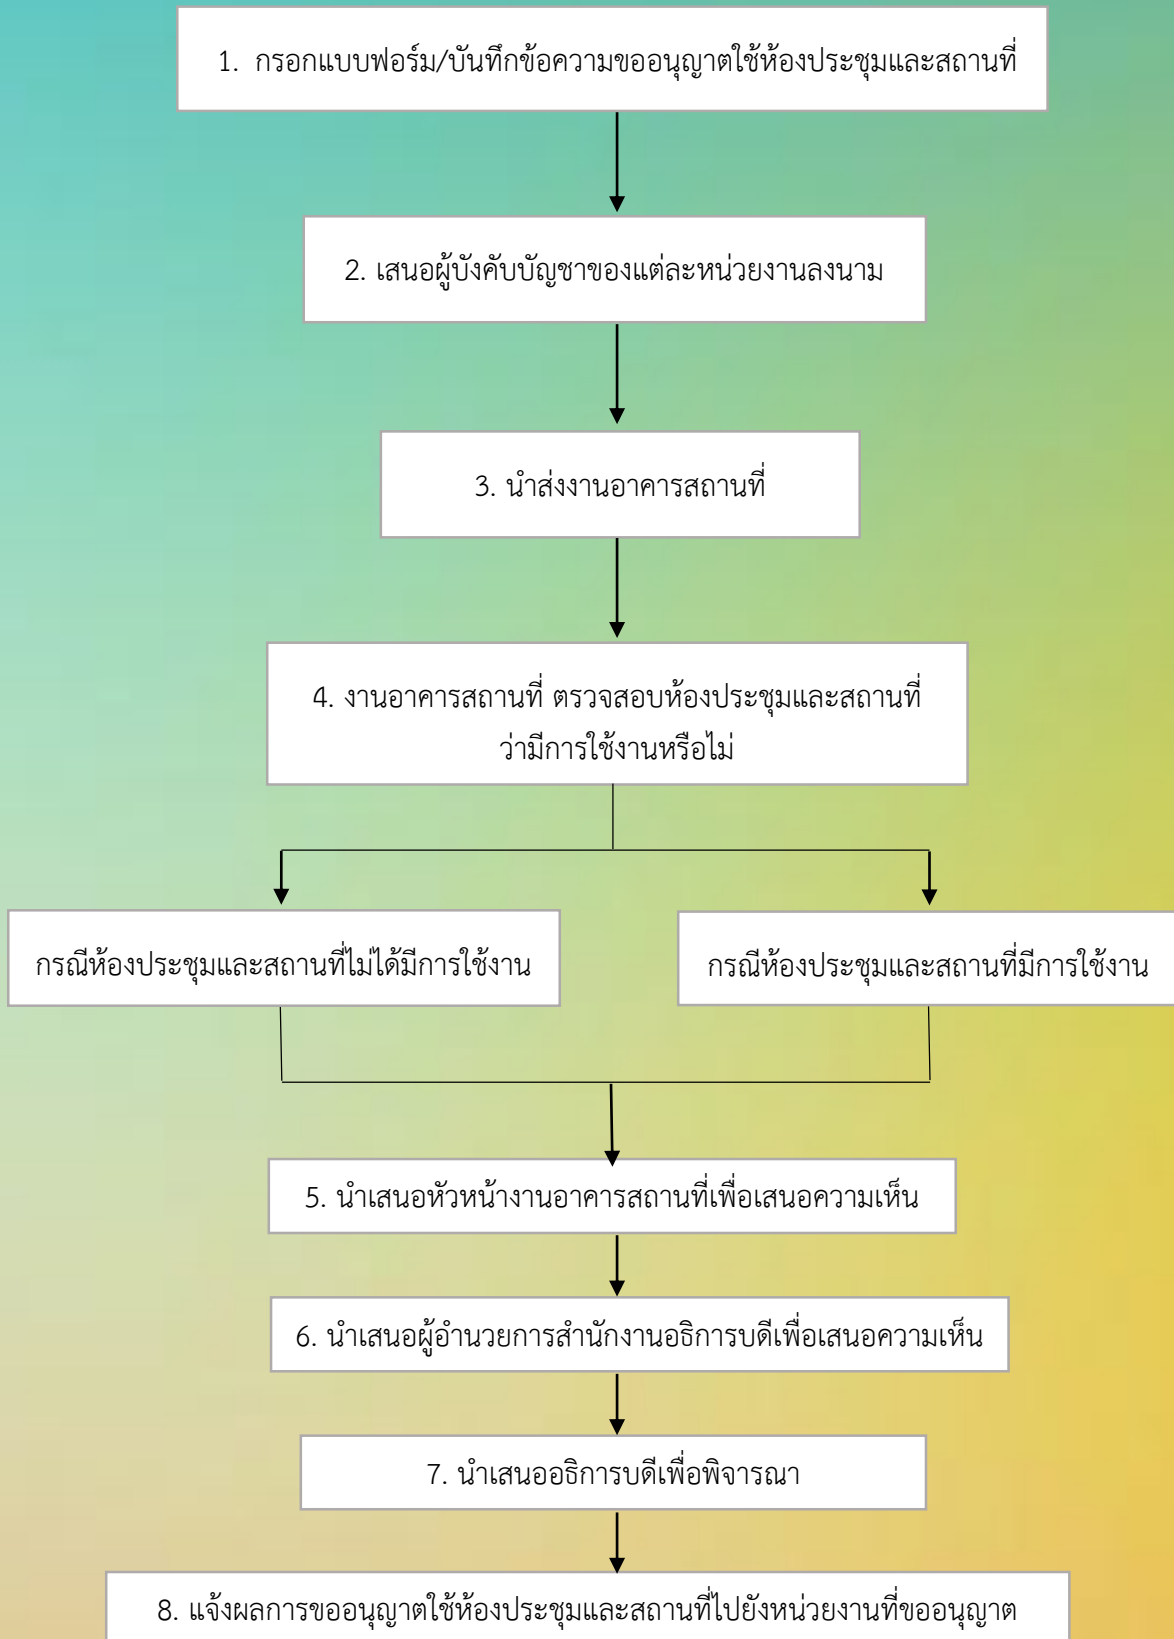 1. กรอกแบบฟอร์ม/บันทึกข้อความขออนุญาตใช้ห้องประชุมและสถานที่
2. เสนอผู้บังคับบัญชาของแต่ละหน่วยงานลงนาม
3. นำส่งงานอาคารสถานที่
4. งานอาคารสถานที่ ตรวจสอบห้องประชุมและสถานที่
ว่ามีการใช้งานหรือไม่
กรณีห้องประชุมและสถานที่ไม่ได้มีการใช้งาน
กรณีห้องประชุมและสถานที่มีการใช้งาน
5. นำเสนอหัวหน้างานอาคารสถานที่เพื่อเสนอความเห็น
6. นำเสนอผู้อำนวยการสำนักงานอธิการบดีเพื่อเสนอความเห็น
7. นำเสนออธิการบดีเพื่อพิจารณา
8. แจ้งผลการขออนุญาตใช้ห้องประชุมและสถานที่ไปยังหน่วยงานที่ขออนุญาต